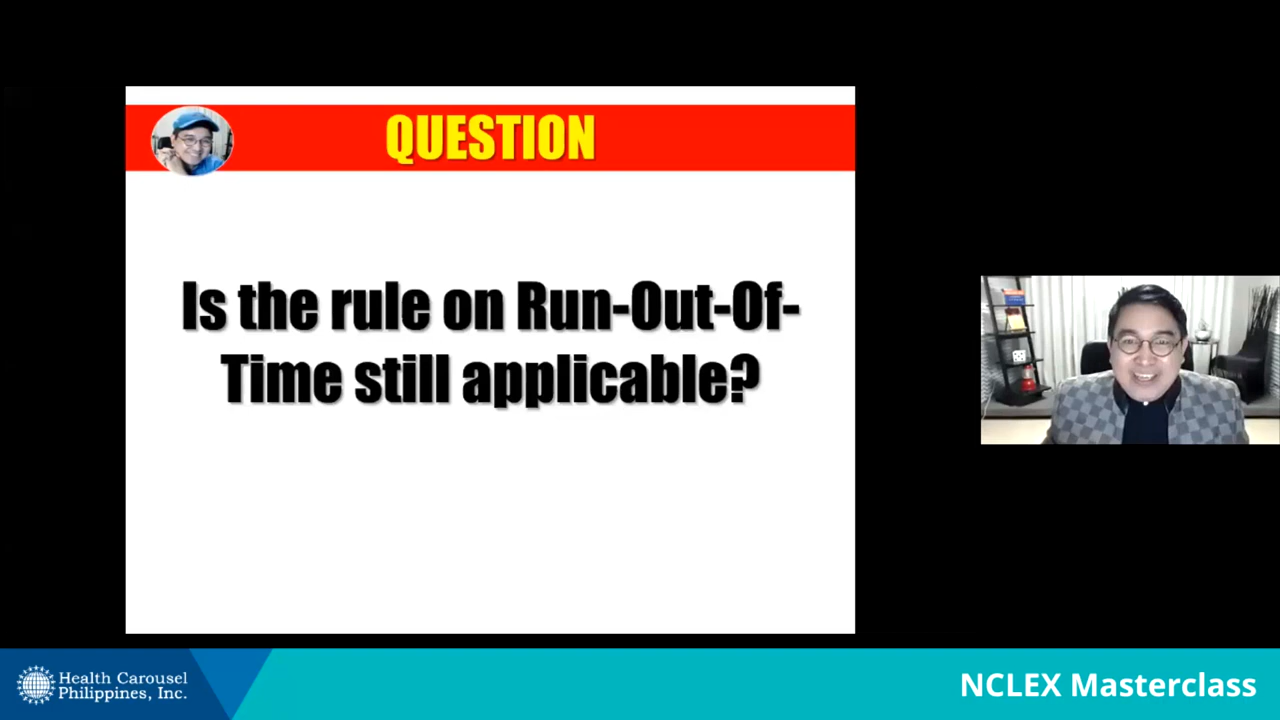 QUESTION
Is the rule on Run-Out-Of-
Time still applicable?
Health Carousel
Philippines, Inc.
NCLEX Masterclass